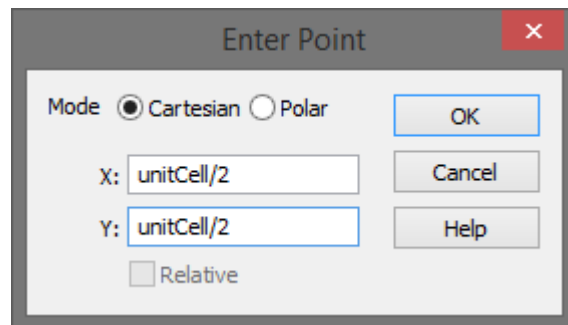 Enter Point
Mode Cartesian Polar OK
X: unitCell/2 Cancel
Y: unitCell/2 Help
Relative